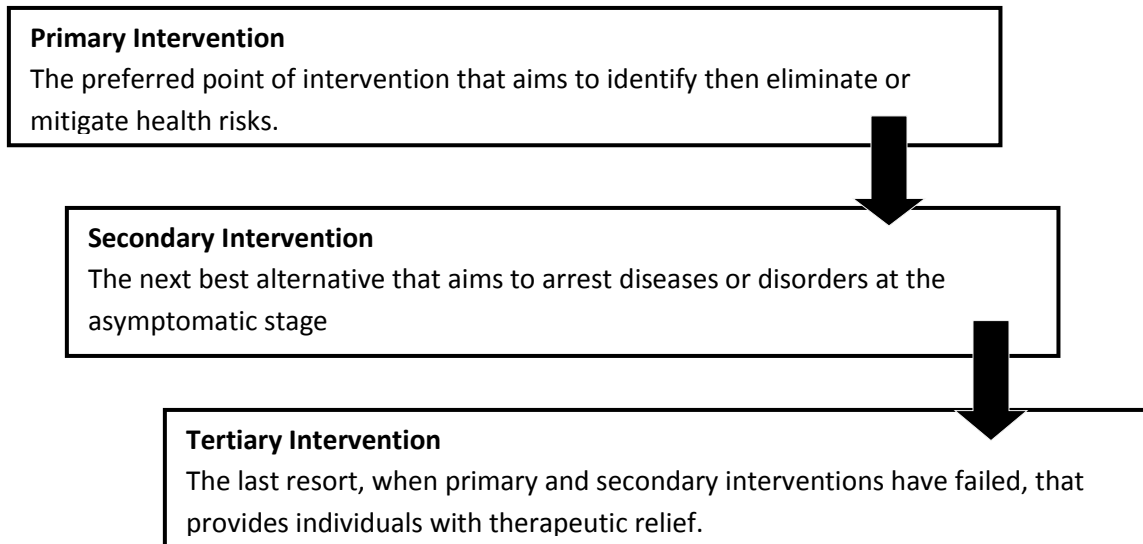 Primary Intervention
The preferred point of intervention that aims to identify then eliminate or
mitigate health risks.
Secondary Intervention
The next best alternative that aims to arrest diseases or disorders at the
asymptomatic stage
Tertiary Intervention
The last resort, when primary and secondary interventions have failed, that
provides individuals with therapeutic relief.